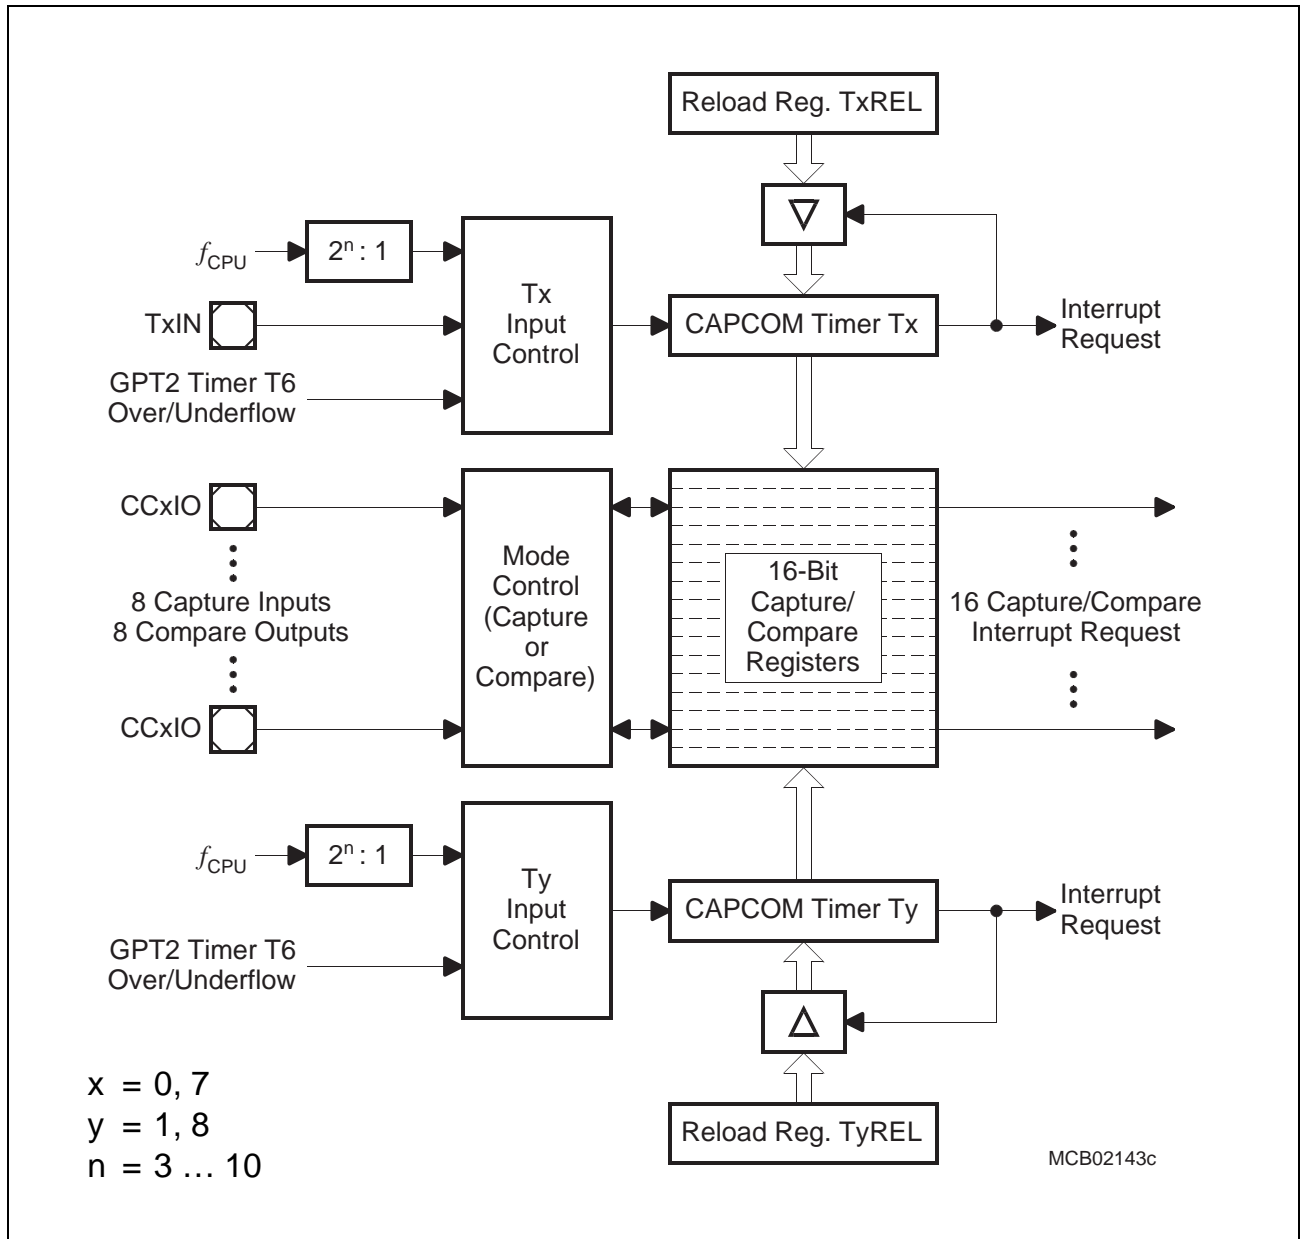 Reload Reg. TxREL
fCPU
2ⁿ : 1
TxIN
GPT2 Timer T6
Over/Underflow
Tx
Input
Control
CAPCOM Timer Tx
Interrupt
Request
CCxIO
8 Capture Inputs
8 Compare Outputs
CCxIO
Mode
Control
(Capture
or
Compare)
16-Bit
Capture/
Compare
Registers
16 Capture/Compare
Interrupt Request
fCPU
2ⁿ : 1
GPT2 Timer T6
Over/Underflow
Ty
Input
Control
CAPCOM Timer Ty
Interrupt
Request
Reload Reg. TyREL
x = 0, 7
y = 1, 8
n = 3 ... 10
MCB02143c